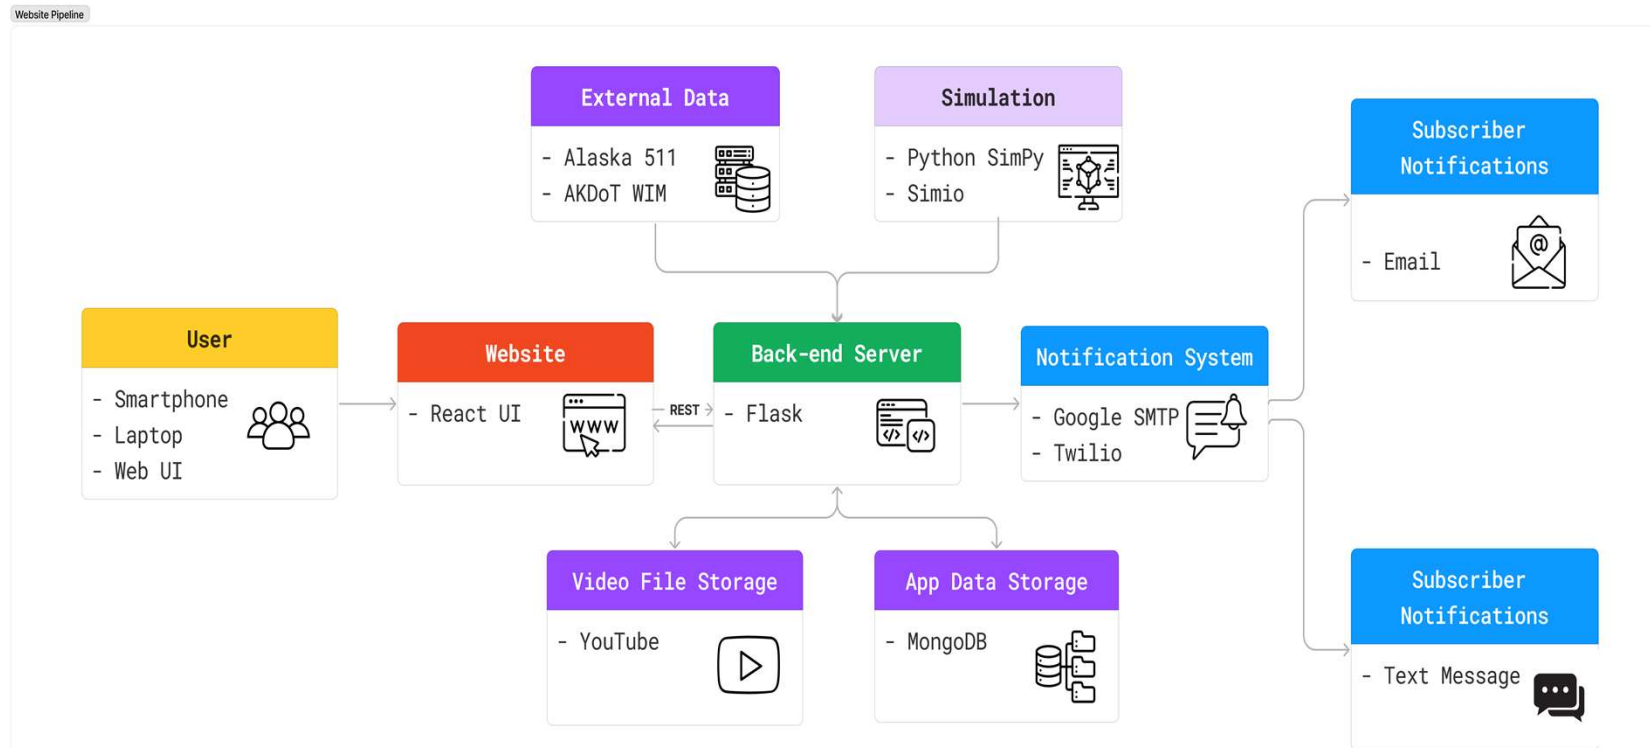 Website Pipeline
External Data
- Alaska 511
- AKDoT WIM
Simulation
- Python SimPy
- Simio
Subscriber
Notifications
- Email
@
User
- Smartphone
- Laptop
- Web UI
Website
- React UI
WWW
REST
Back-end Server
- Flask
</>
</>
Notification System
- Google SMTP
- Twilio
Video File Storage
- YouTube
App Data Storage
- MongoDB
Subscriber
Notifications
- Text Message